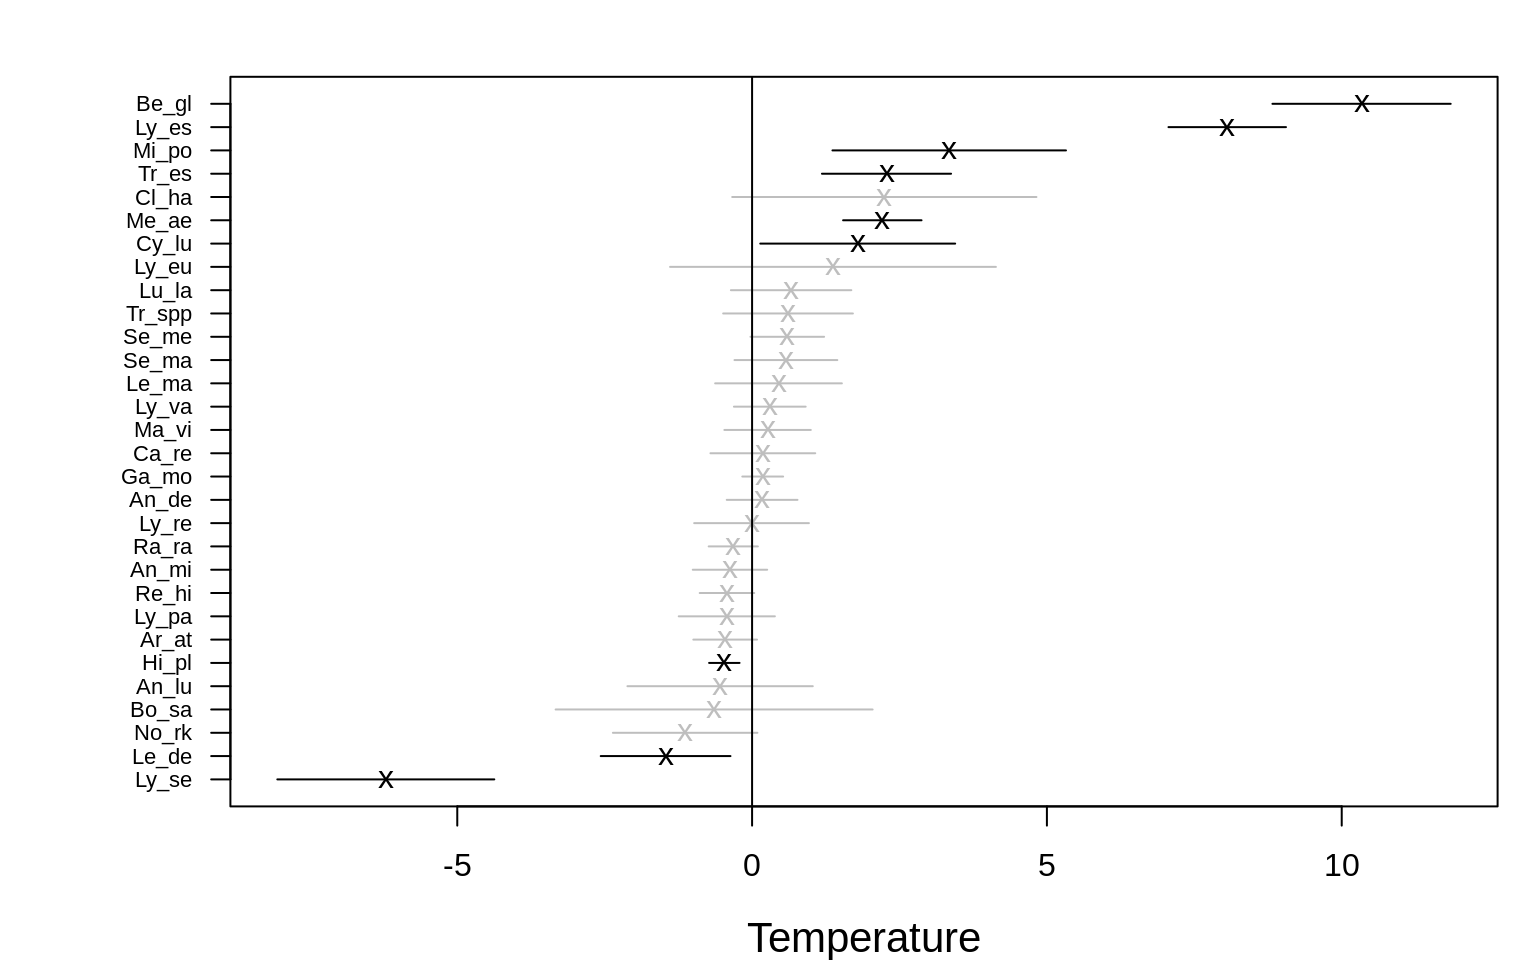 Be_gl
Ly_es
Mi_po
Tr_es
Cl_ha
Me_ae
Cy_lu
Ly_eu
Lu_la
Tr_spp
Se_me
Se_ma
Le_ma
Ly_va
Ma_vi
Ca_re
Ga_mo
An_de
Ly_re
Ra_ra
An_mi
Re_hi
Ly_pa
Ar_at
Hi_pl
An_lu
Bo_sa
No_rk
Le_de
Ly_se
-5 0 5 10
Temperature